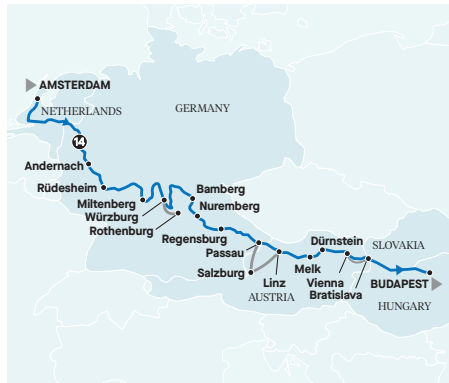 AMSTERDAM
NETHERLANDS
GERMANY
14
Andernach
Rüdesheim
Bamberg
Miltenberg
Nuremberg
Würzburg
Rothenburg
Regensburg
Dürnstein
SLOVAKIA
Passau
Salzburg
Linz
Melk
Vienna
BUDAPEST
Bratislava
AUSTRIA
HUNGARY